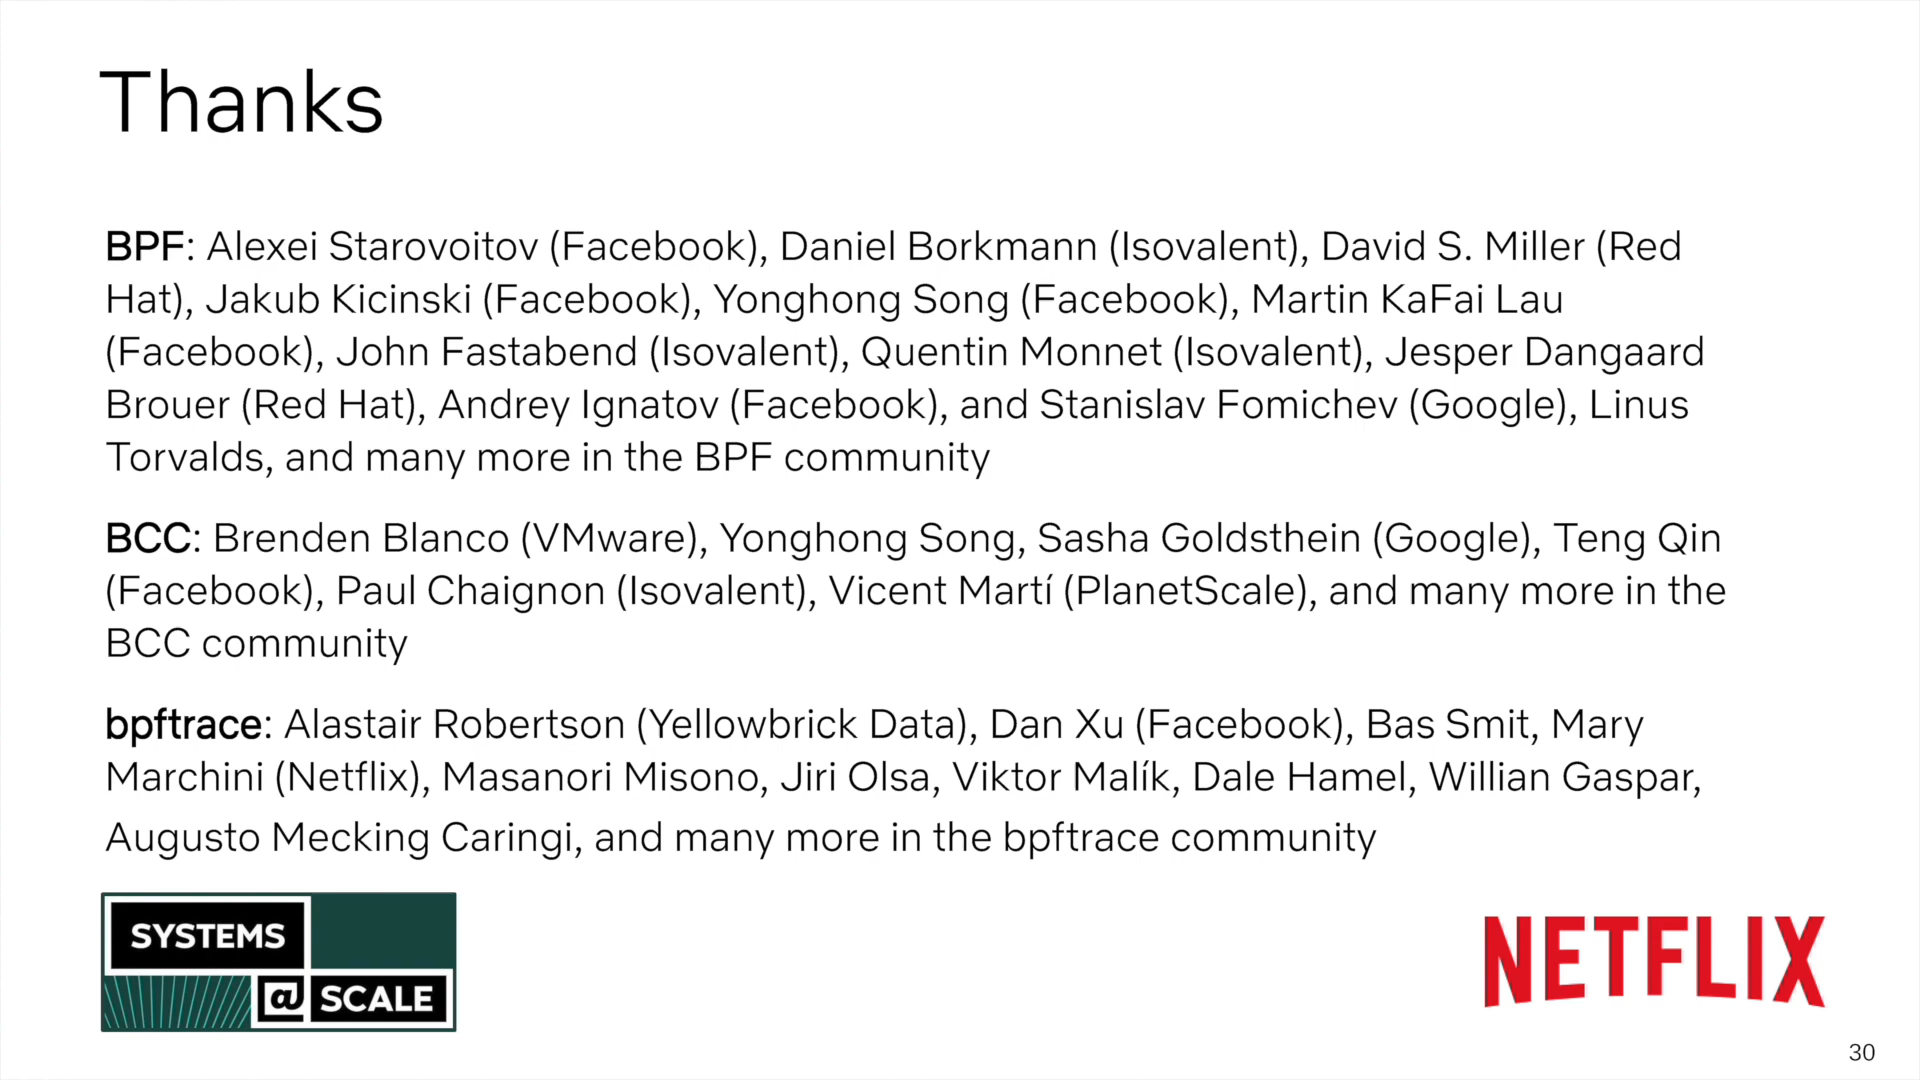 Thanks
BPF: Alexei Starovoitov (Facebook), Daniel Borkmann (Isovalent), David S. Miller (Red
Hat), Jakub Kicinski (Facebook), Yonghong Song (Facebook), Martin KaFai Lau
(Facebook), John Fastabend (Isovalent), Quentin Monnet (Isovalent), Jesper Dangaard
Brouer (Red Hat), Andrey Ignatov (Facebook), and Stanislav Fomichev (Google), Linus
Torvalds, and many more in the BPF community
BCC: Brenden Blanco (VMware), Yonghong Song, Sasha Goldsthein (Google), Teng Qin
(Facebook), Paul Chaignon (Isovalent), Vicent Martí (PlanetScale), and many more in the
BCC community
bpftrace: Alastair Robertson (Yellowbrick Data), Dan Xu (Facebook), Bas Smit, Mary
Marchini (Netflix), Masanori Misono, Jiri Olsa, Viktor Malík, Dale Hamel, Willian Gaspar,
Augusto Mecking Caringi, and many more in the bpftrace community
SYSTEMS
@ SCALE
NETFLIX
30